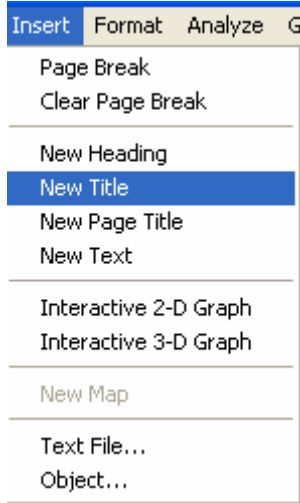 Insert Format Analyze G
Page Break
Clear Page Break
New Heading
New Title
New Page Title
New Text
Interactive 2-D Graph
Interactive 3-D Graph
New Map
Text File...
Object...